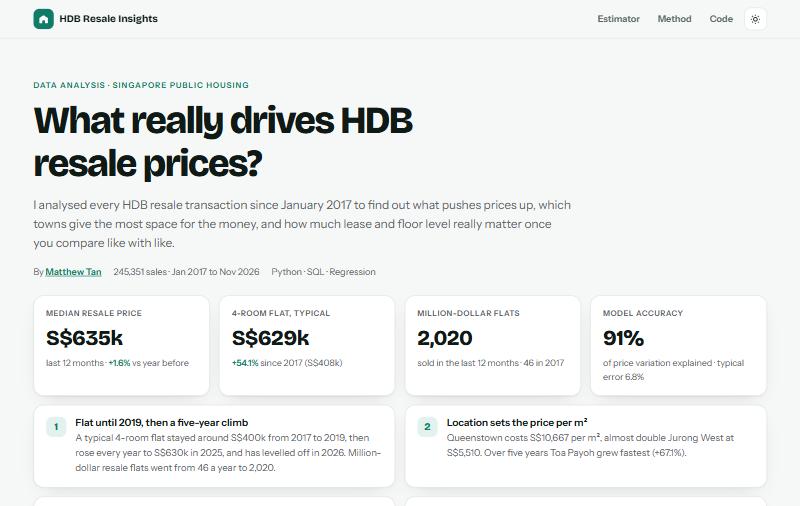 HDB Resale Insights
Estimator Method Code
DATA ANALYSIS · SINGAPORE PUBLIC HOUSING
What really drives HDB
resale prices?
I analysed every HDB resale transaction since January 2017 to find out what pushes prices up, which
towns give the most space for the money, and how much lease and floor level really matter once
you compare like with like.
By Matthew Tan 245,351 sales · Jan 2017 to Nov 2026 Python · SQL · Regression
MEDIAN RESALE PRICE
S$635k
last 12 months · +1.6% vs year before
4-ROOM FLAT, TYPICAL
S$629k
+54.1% since 2017 (S$408k)
MILLION-DOLLAR FLATS
2,020
sold in the last 12 months · 46 in 2017
MODEL ACCURACY
91%
of price variation explained · typical
error 6.8%
1
Flat until 2019, then a five-year climb
A typical 4-room flat stayed around S$400k from 2017 to 2019, then
rose every year to S$630k in 2025, and has levelled off in 2026. Million-
dollar resale flats went from 46 a year to 2,020.
2
Location sets the price per m²
Queenstown costs S$10,667 per m², almost double Jurong West at
S$5,510. Over five years Toa Payoh grew fastest (+67.1%).